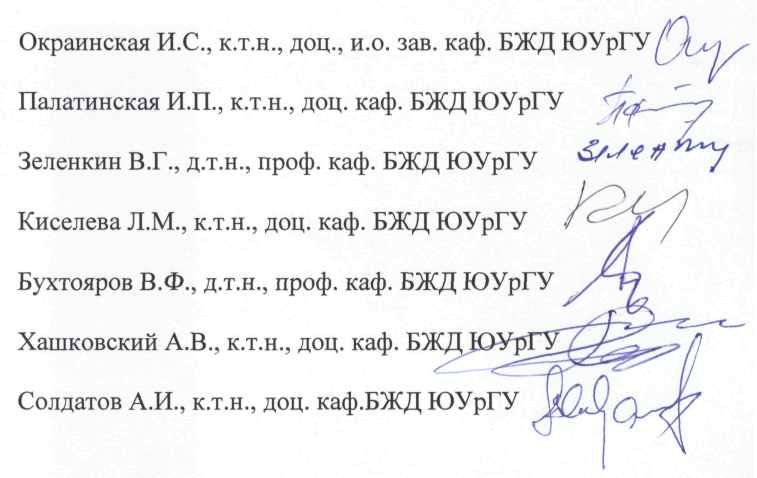 Окраинская И.С., к.т.н., доц., и.о. зав. каф. БЖД ЮУрГУ
Палатинская И.П., к.т.н., доц. каф. БЖД ЮУрГУ
Зеленкин В.Г., д.т.н., проф. каф. БЖД ЮУрГУ
Киселева Л.М., к.т.н., доц. каф. БЖД ЮУрГУ
Бухтояров В.Ф., д.т.н., проф. каф. БЖД ЮУрГУ
Хашковский А.В., к.т.н., доц. каф. БЖД ЮУрГУ
Солдатов А.И., к.т.н., доц. каф.БЖД ЮУрГУ